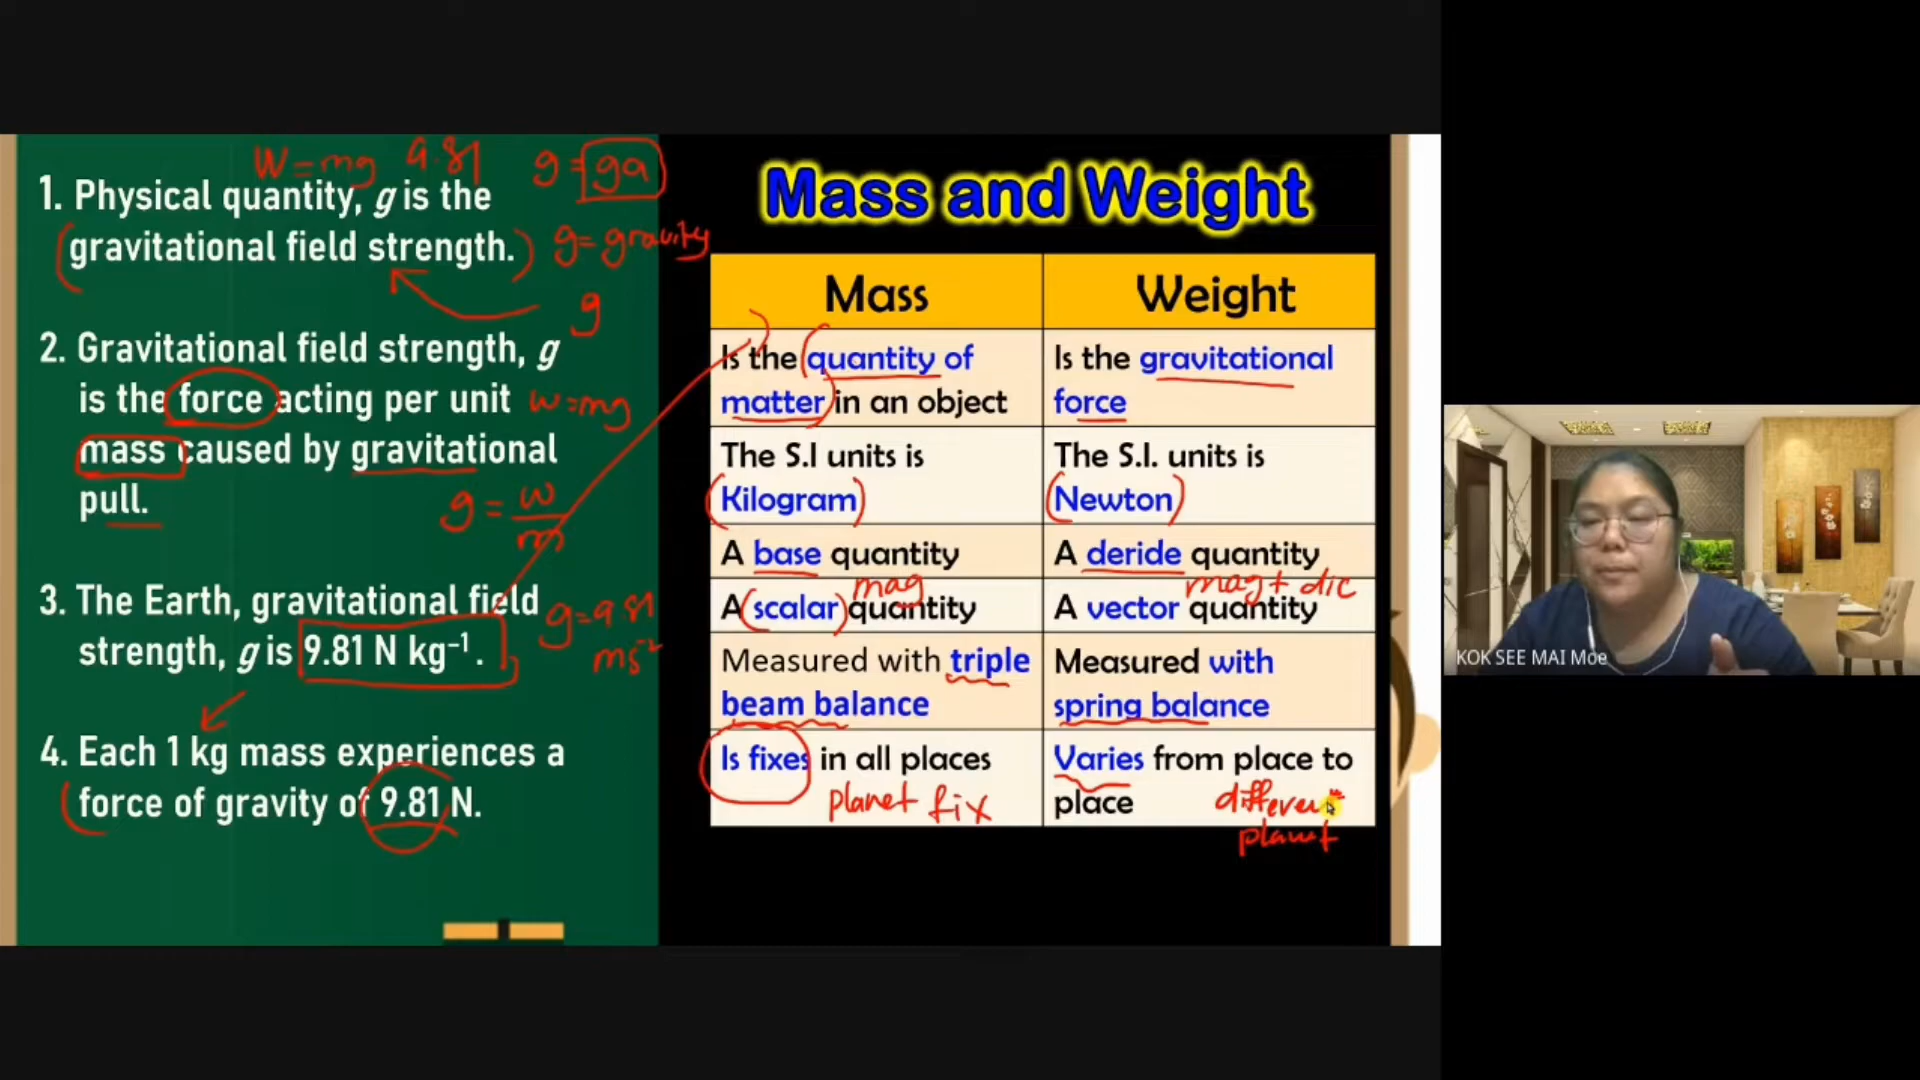 W = mg 9.81
g = ga
1. Physical quantity, g is the
gravitational field strength.
g = gravity
g
2. Gravitational field strength, g
is the force acting per unit
w = mg
mass caused by gravitational
pull.
g = w/m
3. The Earth, gravitational field
strength, g is 9.81 N kg⁻¹.
g = 9.81
ms⁻²
4. Each 1 kg mass experiences a
force of gravity of 9.81 N.
Mass and Weight
Mass
Weight
Is the quantity of
matter in an object
Is the gravitational
force
The S.I units is
Kilogram
The S.I. units is
Newton
A base quantity
A deride quantity
mag
mag + dic
A scalar quantity
A vector quantity
Measured with triple
beam balance
Measured with
spring balance
Is fixes in all places
planet fix
Varies from place to
place
planet
KOK SEE MAI Moe